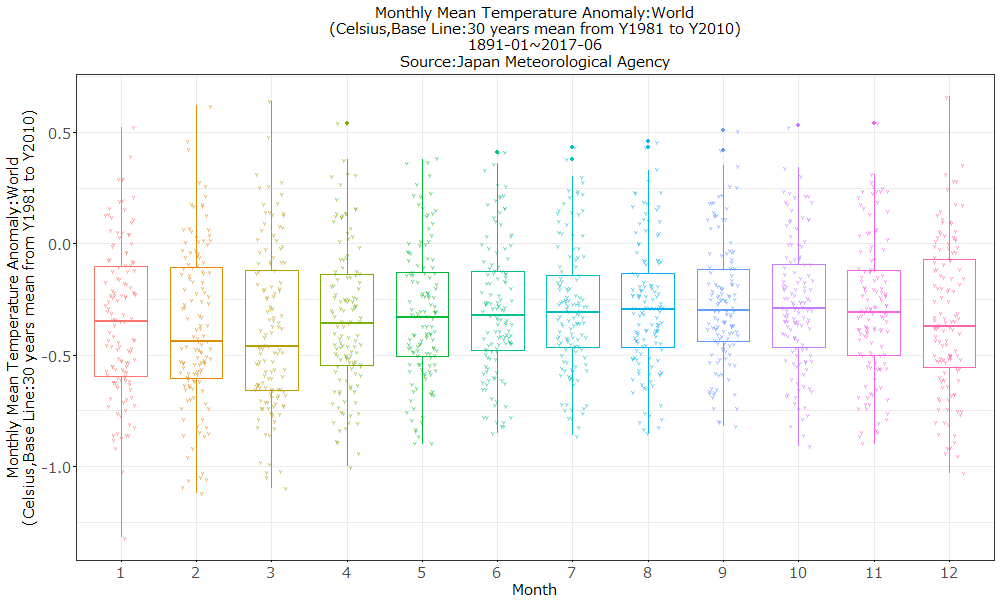 Monthly Mean Temperature Anomaly:World
(Celsius,Base Line:30 years mean from Y1981 to Y2010)
1891-01~2017-06
Source:Japan Meteorological Agency
Monthly Mean Temperature Anomaly:World
(Celsius,Base Line:30 years mean from Y1981 to Y2010)
0.5
0.0
-0.5
-1.0
1 2 3 4 5 6 7 8 9 10 11 12
Month